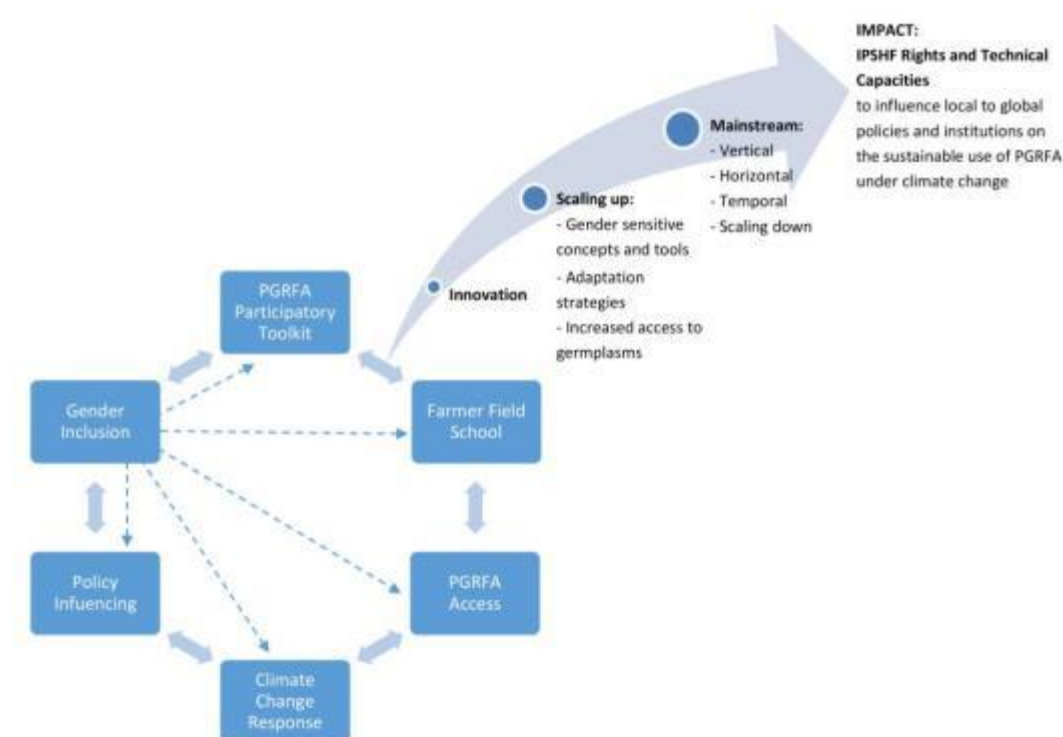 IMPACT:
IPSHF Rights and Technical
Capacities
to influence local to global
policies and institutions on
the sustainable use of PGRFA
under climate change
Mainstream:
- Vertical
- Horizontal
- Temporal
- Scaling down
Scaling up:
- Gender sensitive
concepts and tools
- Adaptation
strategies
- Increased access to
germplasms
Innovation
PGRFA
Participatory
Toolkit
Gender
Inclusion
Farmer Field
School
Policy
Infuencing
PGRFA
Access
Climate
Change
Response